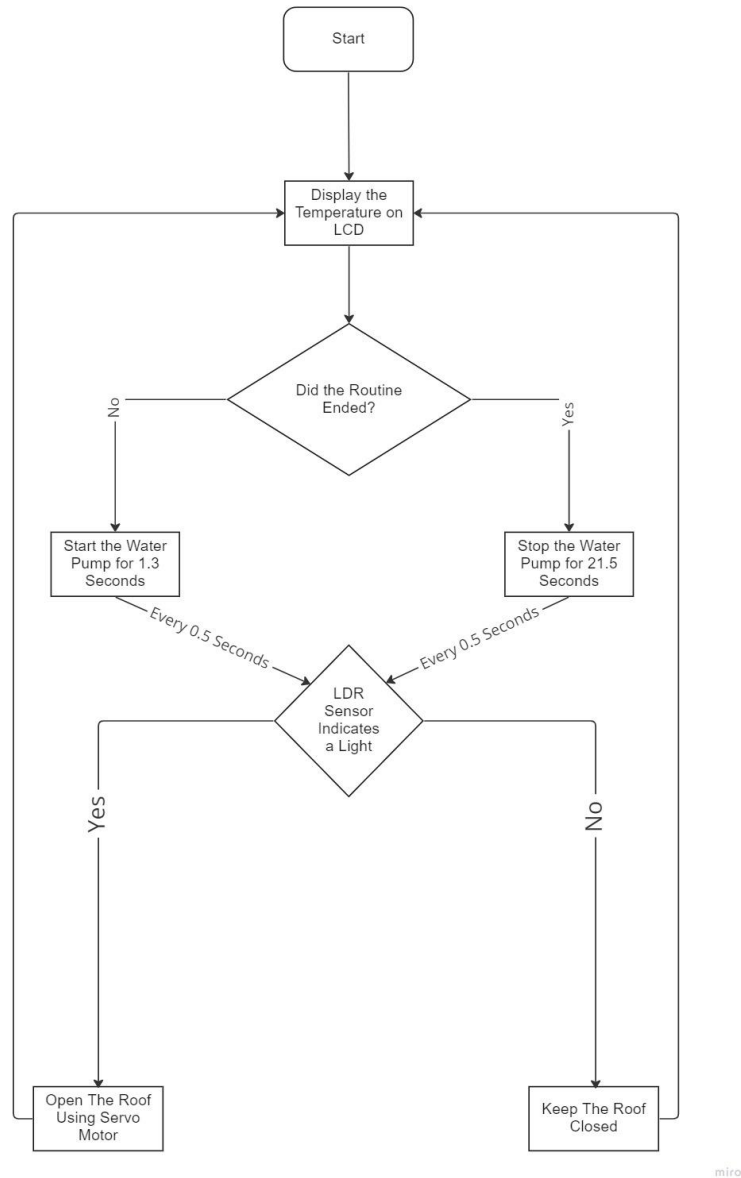 Start
Display the
Temperature on
LCD
Did the Routine
Ended?
No
Yes
Start the Water
Pump for 1.3
Seconds
Stop the Water
Pump for 21.5
Seconds
Every 0.5 Seconds
Every 0.5 Seconds
LDR
Sensor
Indicates
a Light
Yes
No
Open The Roof
Using Servo
Motor
Keep The Roof
Closed
miro